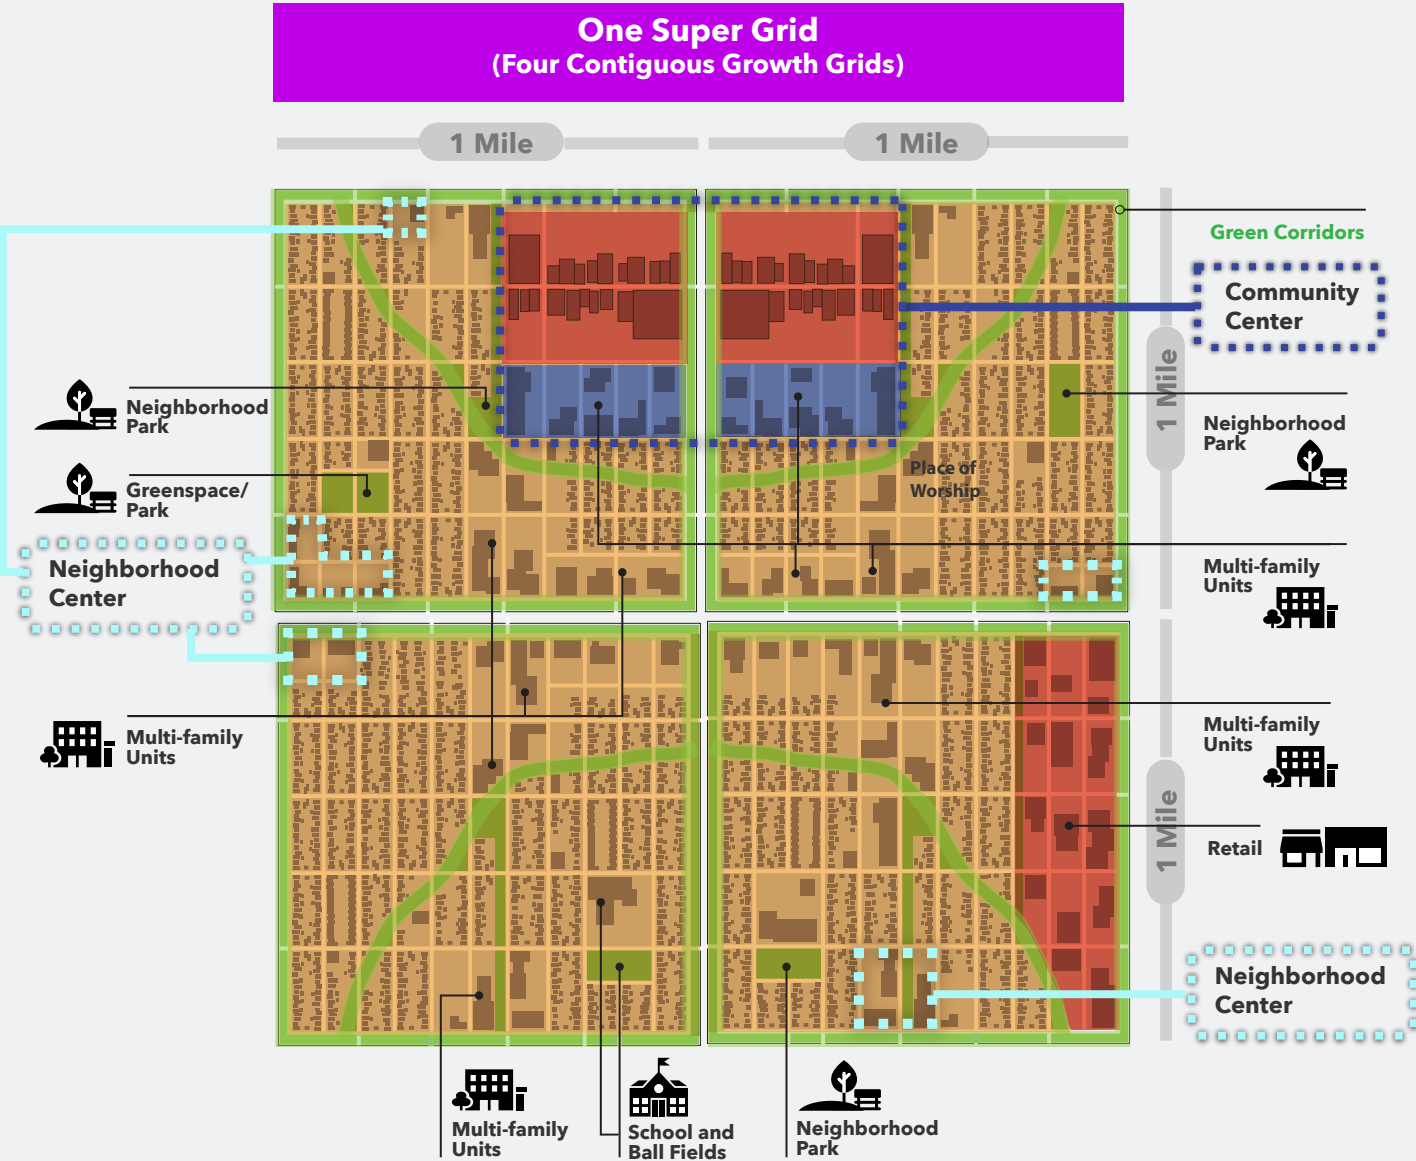 One Super Grid
(Four Contiguous Growth Grids)
1 Mile
1 Mile
Green Corridors
Community
Center
1 Mile
Neighborhood
Park
Neighborhood
Park
Place of
Worship
Greenspace/
Park
Neighborhood
Center
Multi-family
Units
Multi-family
Units
Multi-family
Units
1 Mile
Retail
Neighborhood
Center
Multi-family
Units
School and
Ball Fields
Neighborhood
Park